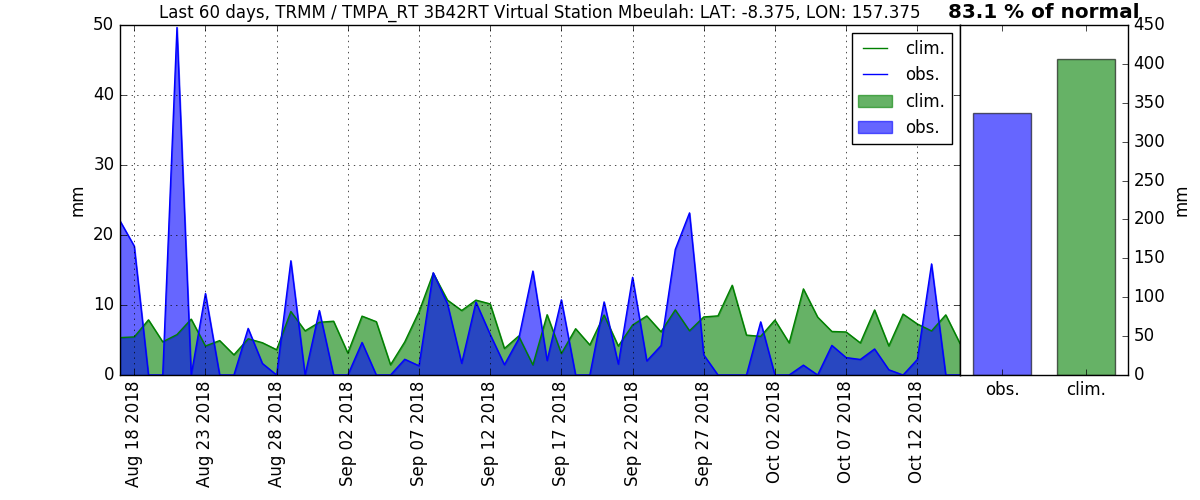 Last 60 days, TRMM / TMPA_RT 3B42RT Virtual Station Mbeulah: LAT: -8.375, LON: 157.375
83.1 % of normal
50
40
30
20
10
0
mm
clim.
obs.
clim.
obs.
450
400
350
300
250
200
150
100
50
0
mm
Aug 18 2018
Aug 23 2018
Aug 28 2018
Sep 02 2018
Sep 07 2018
Sep 12 2018
Sep 17 2018
Sep 22 2018
Sep 27 2018
Oct 02 2018
Oct 07 2018
Oct 12 2018
obs.
clim.